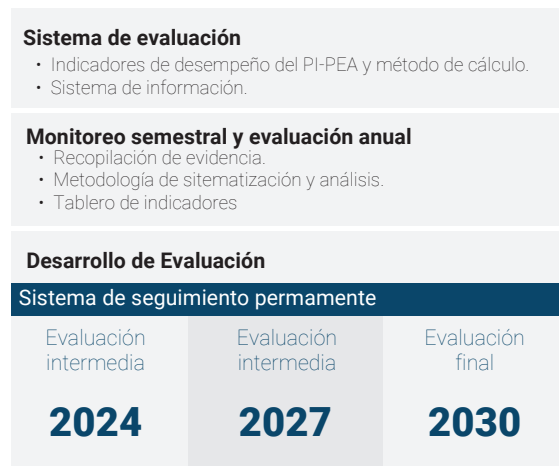 Sistema de evaluación
• Indicadores de desempeño del PI-PEA y método de cálculo.
• Sistema de información.
Monitoreo semestral y evaluación anual
• Recopilación de evidencia.
• Metodología de sitematización y análisis.
• Tablero de indicadores
Desarrollo de Evaluación
Sistema de seguimiento permamente
Evaluación intermedia
2024
Evaluación intermedia
2027
Evaluación final
2030